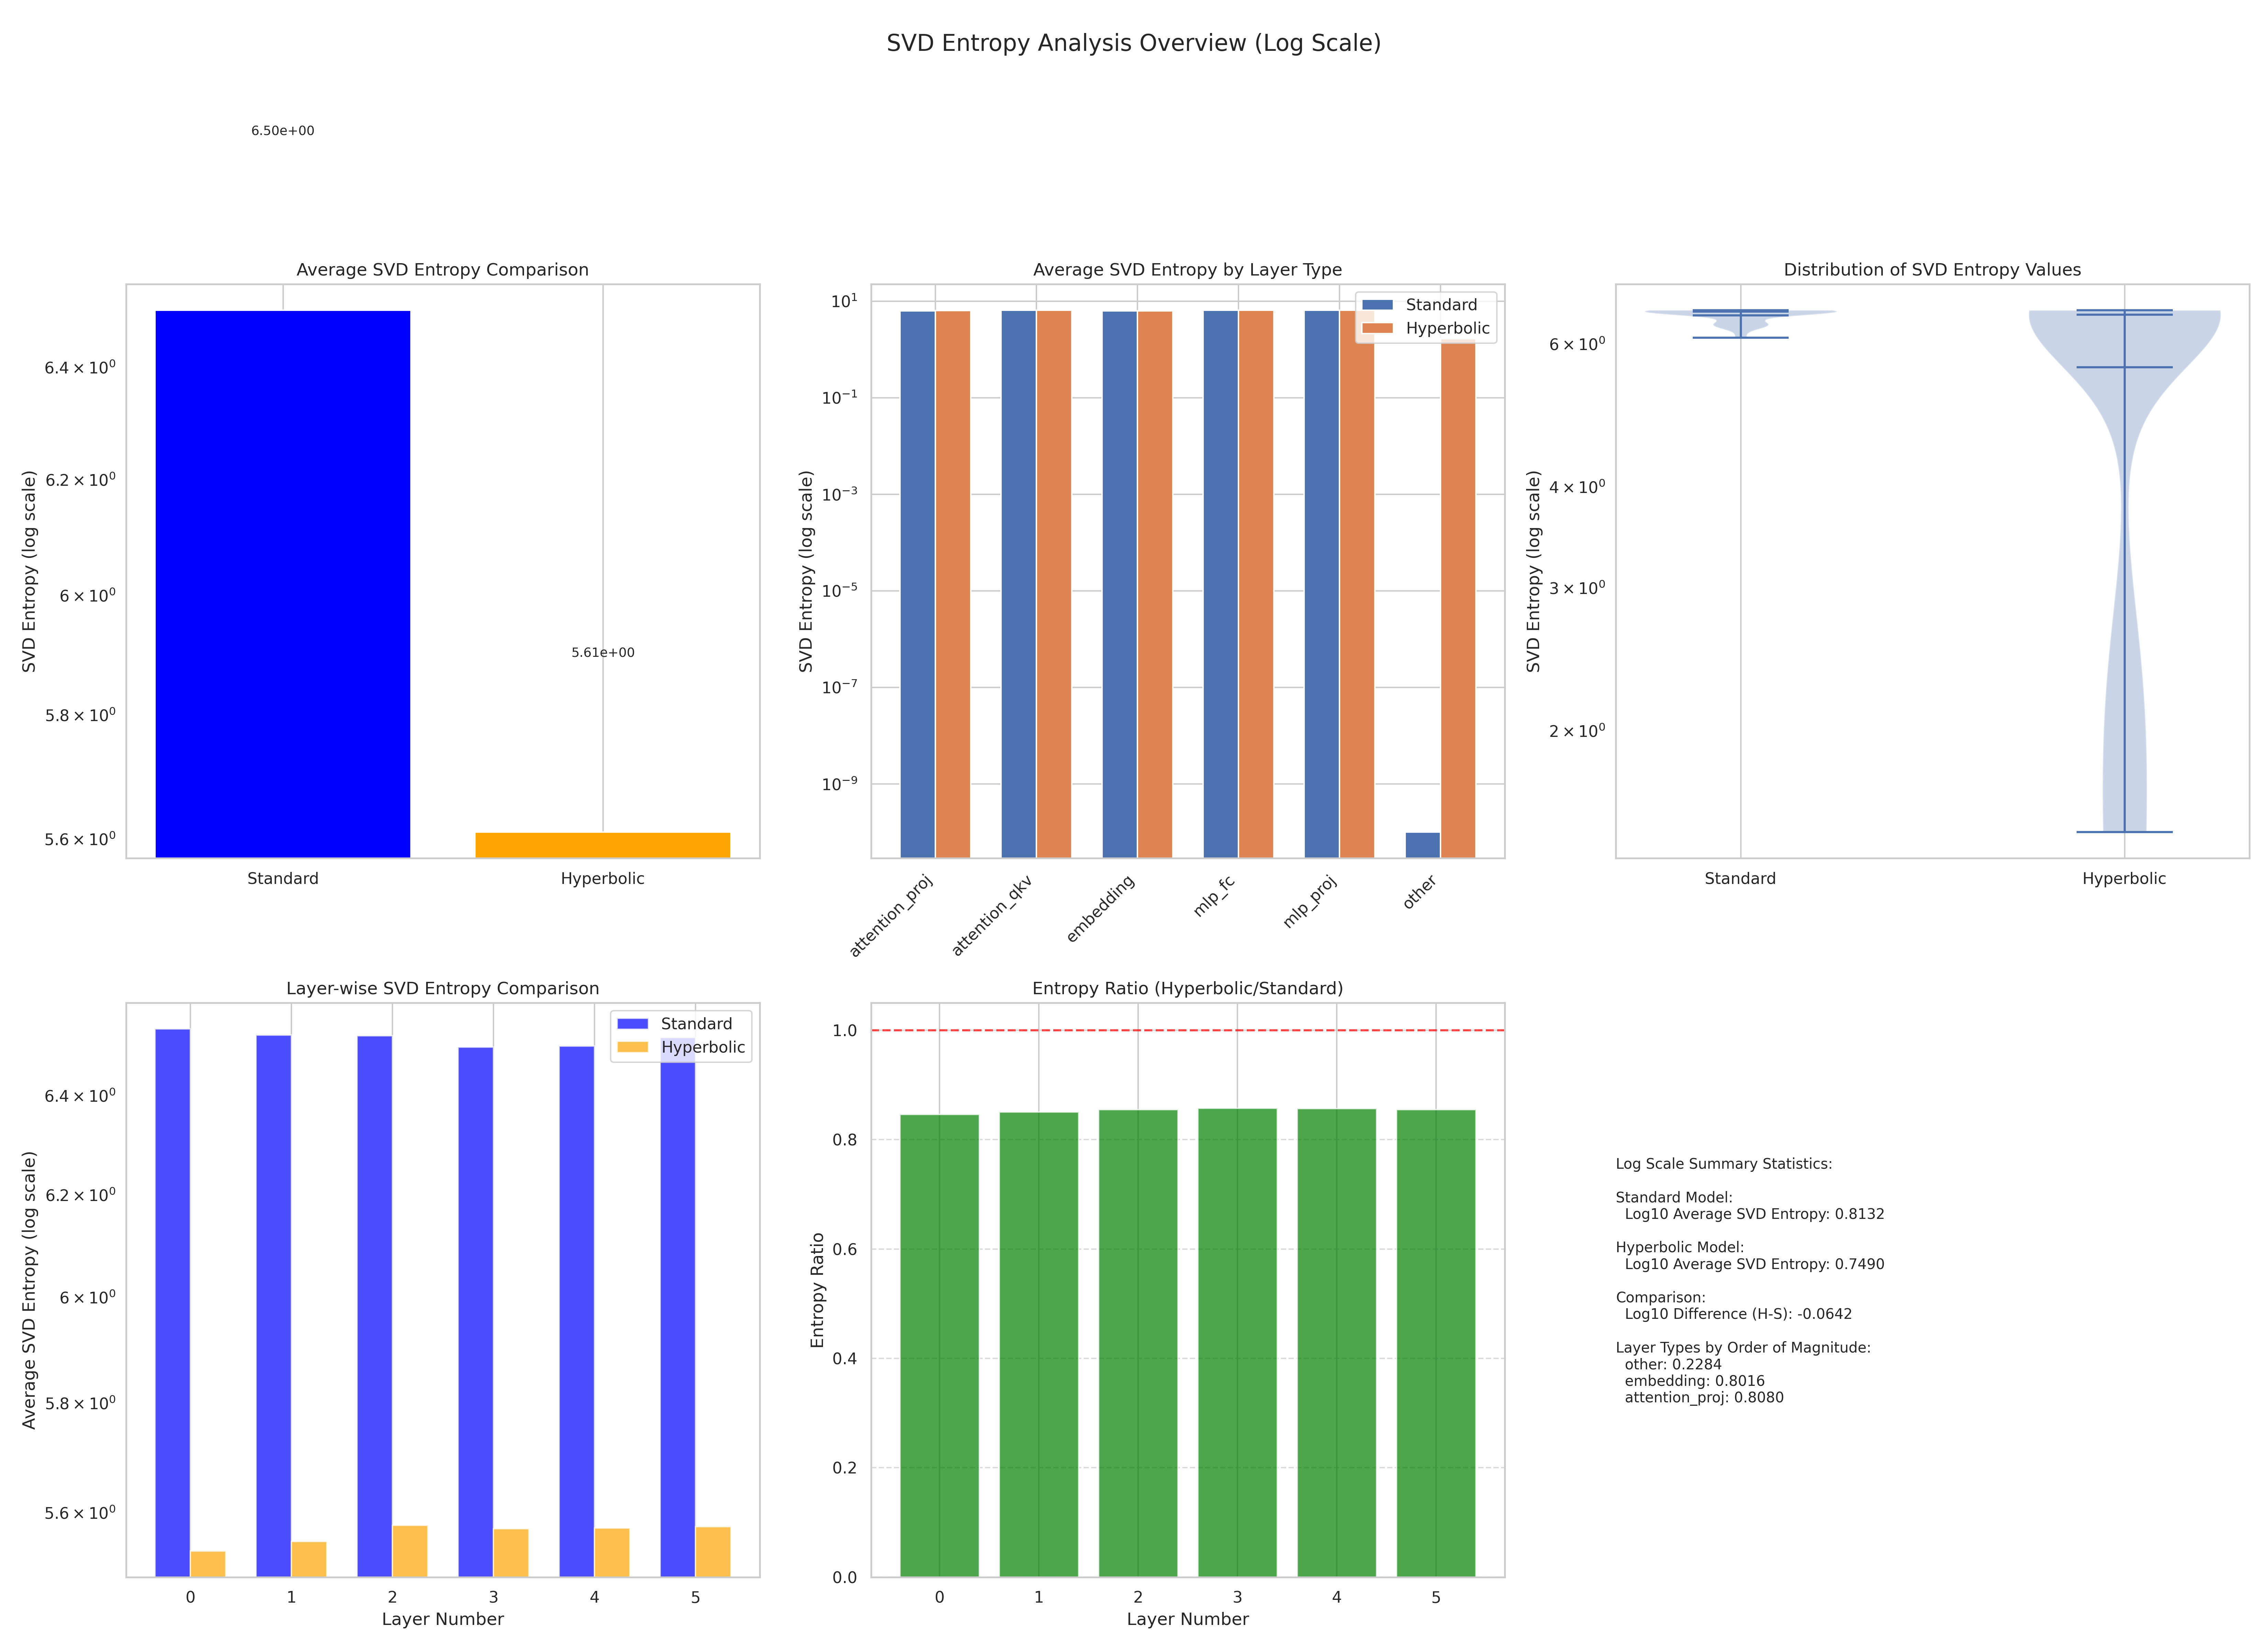 SVD Entropy Analysis Overview (Log Scale)
6.50e+00
Average SVD Entropy Comparison
SVD Entropy (log scale)
6.4 × 10⁰
6.2 × 10⁰
6 × 10⁰
5.8 × 10⁰
5.6 × 10⁰
5.61e+00
Standard
Hyperbolic
Average SVD Entropy by Layer Type
SVD Entropy (log scale)
10¹
10⁻¹
10⁻³
10⁻⁵
10⁻⁷
10⁻⁹
Standard
Hyperbolic
attention_proj
attention_qkv
embedding
mlp_fc
mlp_proj
other
Distribution of SVD Entropy Values
SVD Entropy (log scale)
6 × 10⁰
4 × 10⁰
3 × 10⁰
2 × 10⁰
Standard
Hyperbolic
Layer-wise SVD Entropy Comparison
Average SVD Entropy (log scale)
6.4 × 10⁰
6.2 × 10⁰
6 × 10⁰
5.8 × 10⁰
5.6 × 10⁰
Standard
Hyperbolic
0
1
2
3
4
5
Layer Number
Entropy Ratio (Hyperbolic/Standard)
Entropy Ratio
1.0
0.8
0.6
0.4
0.2
0.0
0
1
2
3
4
5
Layer Number
Log Scale Summary Statistics:
Standard Model:
Log10 Average SVD Entropy: 0.8132
Hyperbolic Model:
Log10 Average SVD Entropy: 0.7490
Comparison:
Log10 Difference (H-S): -0.0642
Layer Types by Order of Magnitude:
other: 0.2284
embedding: 0.8016
attention_proj: 0.8080